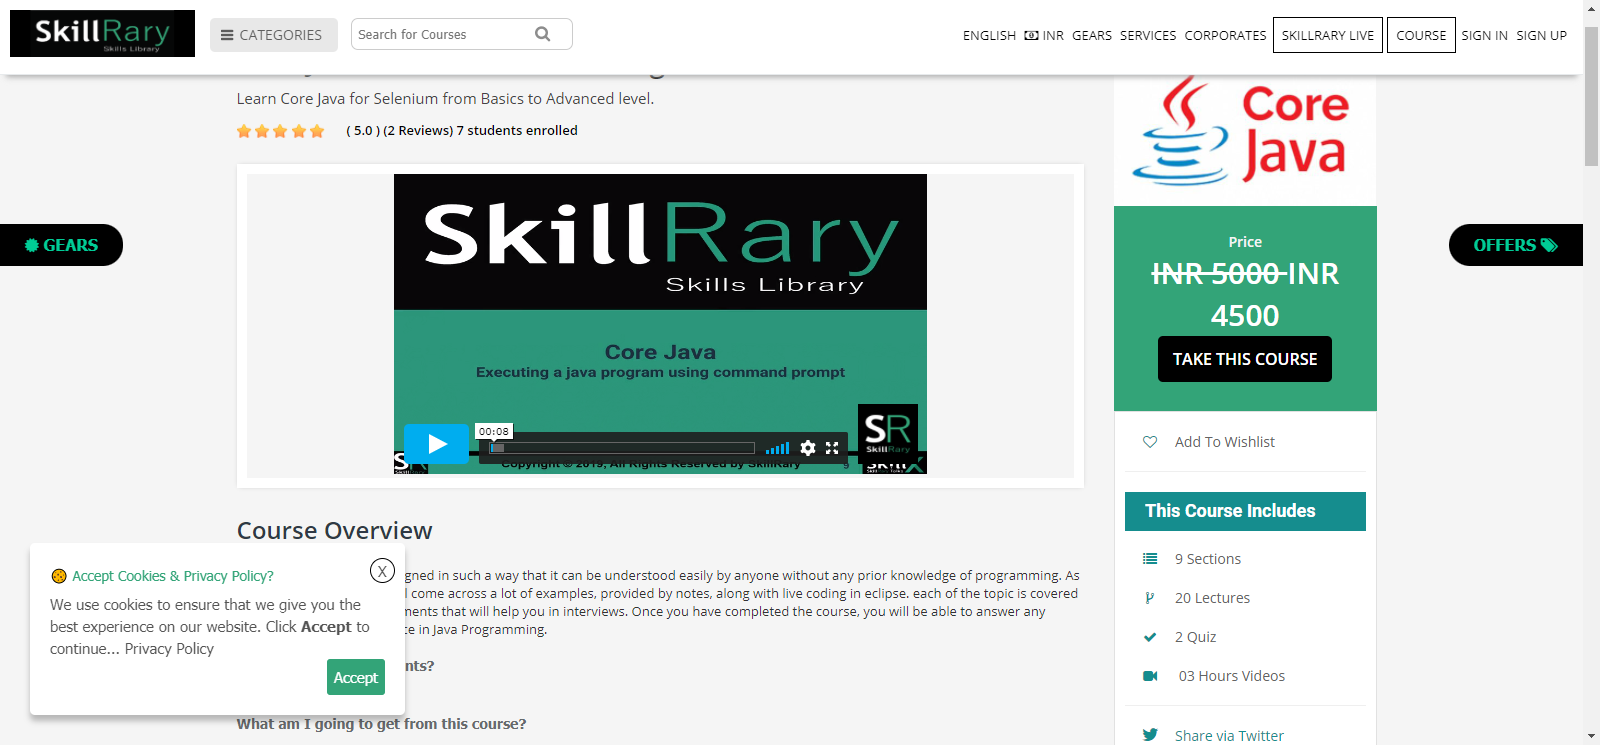 SkillRary
Skills Library
CATEGORIES
Search for Courses
ENGLISH INR GEARS SERVICES CORPORATES SKILLRARY LIVE COURSE SIGN IN SIGN UP
Learn Core Java for Selenium from Basics to Advanced level.
( 5.0 ) (2 Reviews) 7 students enrolled
SkillRary
Skills Library
Core Java
Executing a java program using command prompt
00:08
SR
SkillRary
Copyright © 2019, All Rights Reserved by SkillRary
9
GEARS
OFFERS
Core
Java
Price
INR 5000 INR
4500
TAKE THIS COURSE
Add To Wishlist
This Course Includes
9 Sections
20 Lectures
2 Quiz
03 Hours Videos
Share via Twitter
Course Overview
gned in such a way that it can be understood easily by anyone without any prior knowledge of programming. As
l come across a lot of examples, provided by notes, along with live coding in eclipse. each of the topic is covered
ments that will help you in interviews. Once you have completed the course, you will be able to answer any
ce in Java Programming.
nts?
What am I going to get from this course?
Accept Cookies & Privacy Policy?
X
We use cookies to ensure that we give you the
best experience on our website. Click Accept to
continue... Privacy Policy
Accept